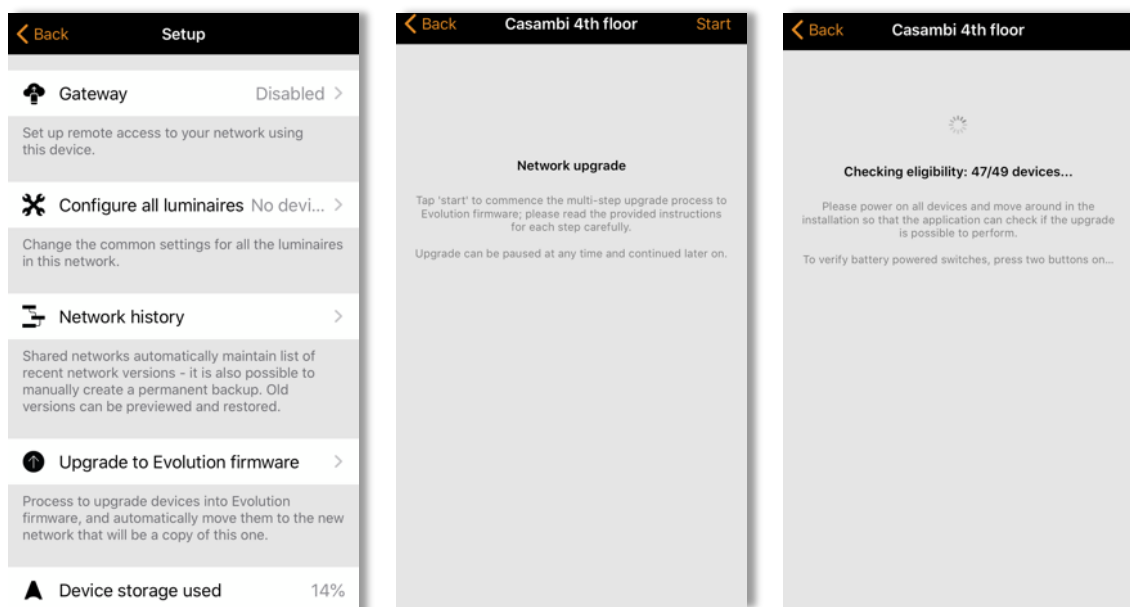 Back Setup
Gateway Disabled
Set up remote access to your network using
this device.
Configure all luminaires No devi...
Change the common settings for all the luminaires
in this network.
Network history
Shared networks automatically maintain list of
recent network versions - it is also possible to
manually create a permanent backup. Old
versions can be previewed and restored.
Upgrade to Evolution firmware
Process to upgrade devices into Evolution
firmware, and automatically move them to the new
network that will be a copy of this one.
Device storage used 14%
Back Casambi 4th floor Start
Network upgrade
Tap 'start' to commence the multi-step upgrade process to
Evolution firmware; please read the provided instructions
for each step carefully.
Upgrade can be paused at any time and continued later on.
Back Casambi 4th floor
Checking eligibility: 47/49 devices...
Please power on all devices and move around in the
installation so that the application can check if the upgrade
is possible to perform.
To verify battery powered switches, press two buttons on...